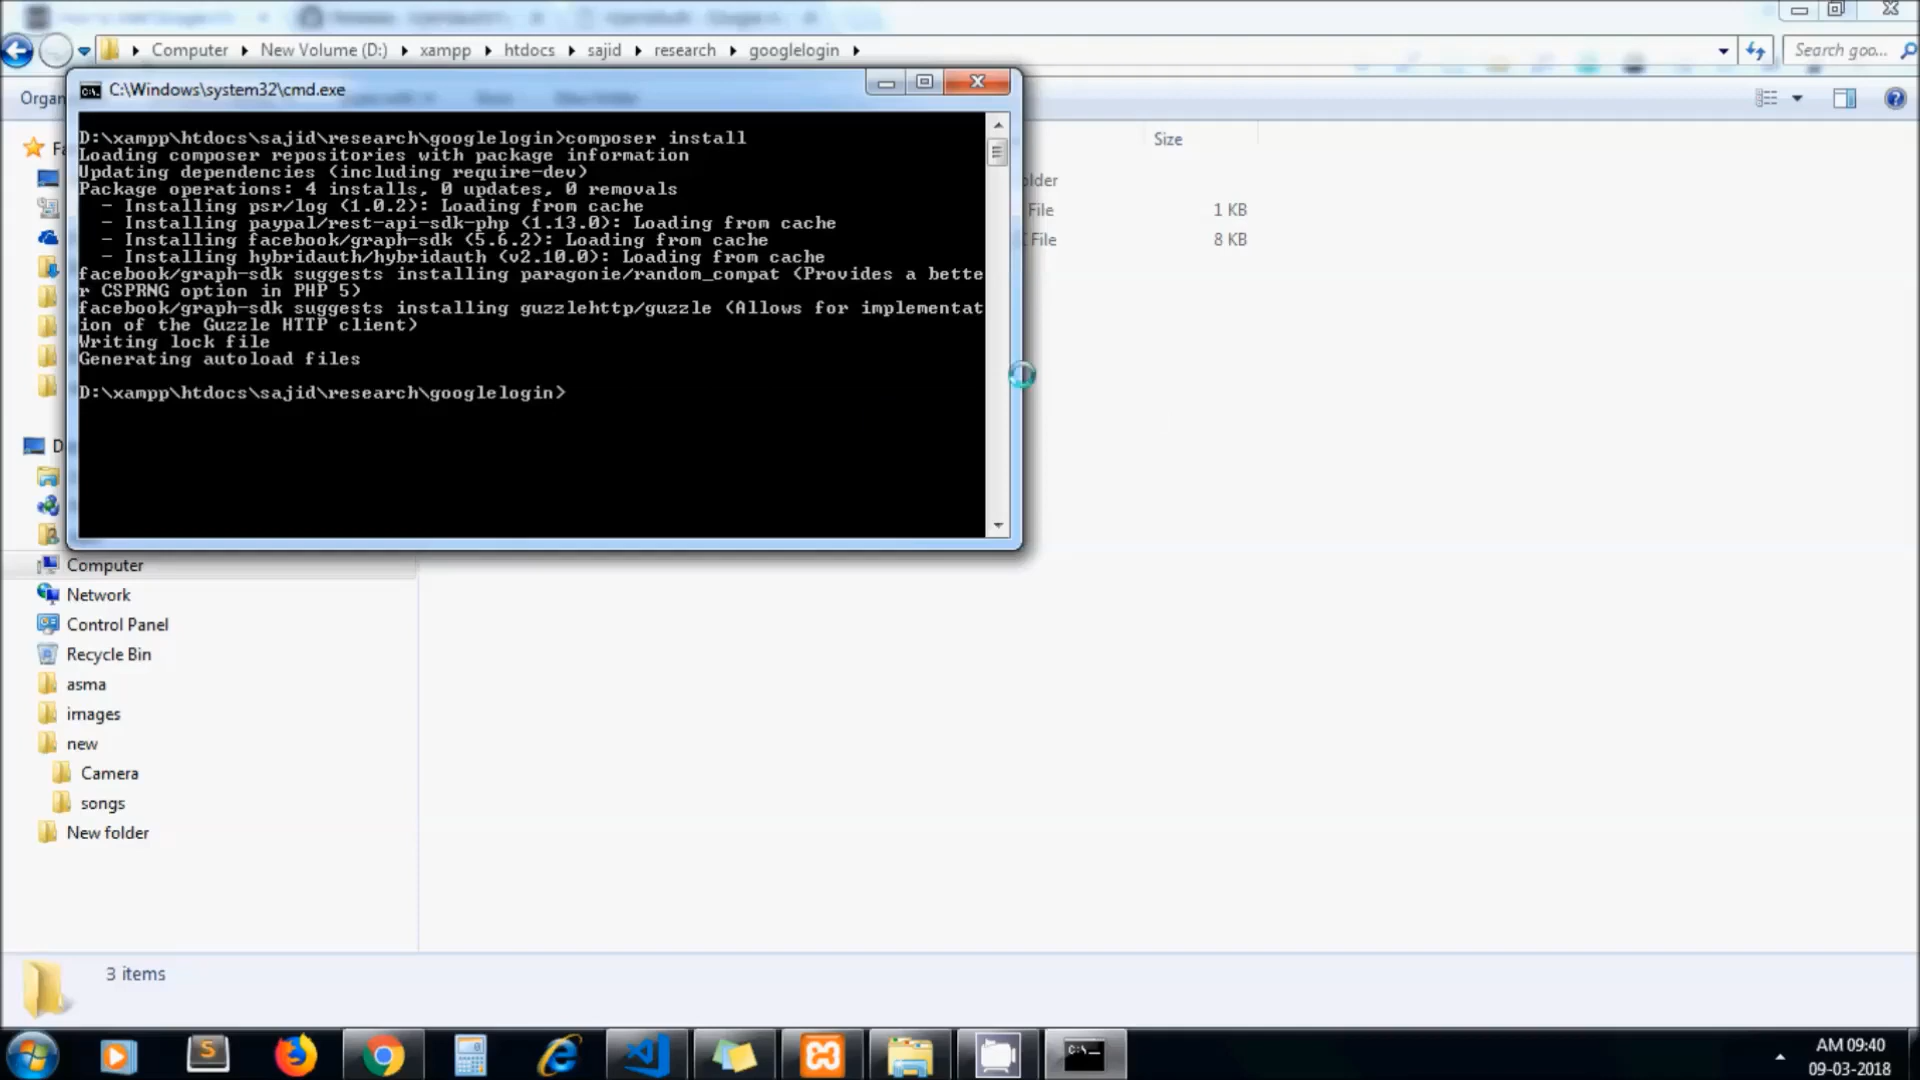 Computer New Volume (D:) xampp htdocs sajid research googlelogin
Search goo...
C:\Windows\system32\cmd.exe
Organ
Size
D:\xampp\htdocs\sajid\research\googlelogin>composer install
Loading composer repositories with package information
Updating dependencies (including require-dev)
Package operations: 4 installs, 0 updates, 0 removals
- Installing psr/log (1.0.2): Loading from cache
- Installing paypal/rest-api-sdk-php (1.13.0): Loading from cache
- Installing facebook/graph-sdk (5.6.2): Loading from cache
- Installing hybridauth/hybridauth (v2.10.0): Loading from cache
facebook/graph-sdk suggests installing paragonie/random_compat (Provides a bette
r CSPRNG option in PHP 5)
facebook/graph-sdk suggests installing guzzlehttp/guzzle (Allows for implementat
ion of the Guzzle HTTP client)
Writing lock file
Generating autoload files
D:\xampp\htdocs\sajid\research\googlelogin>
older
File 1 KB
File 8 KB
Fa
D
Computer
Network
Control Panel
Recycle Bin
asma
images
new
Camera
songs
New folder
3 items
AM 09:40
09-03-2018